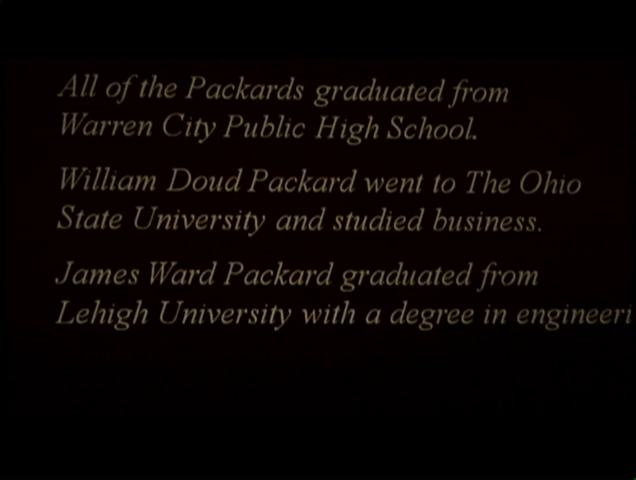 All of the Packards graduated from
Warren City Public High School.
William Doud Packard went to The Ohio
State University and studied business.
James Ward Packard graduated from
Lehigh University with a degree in engineeri